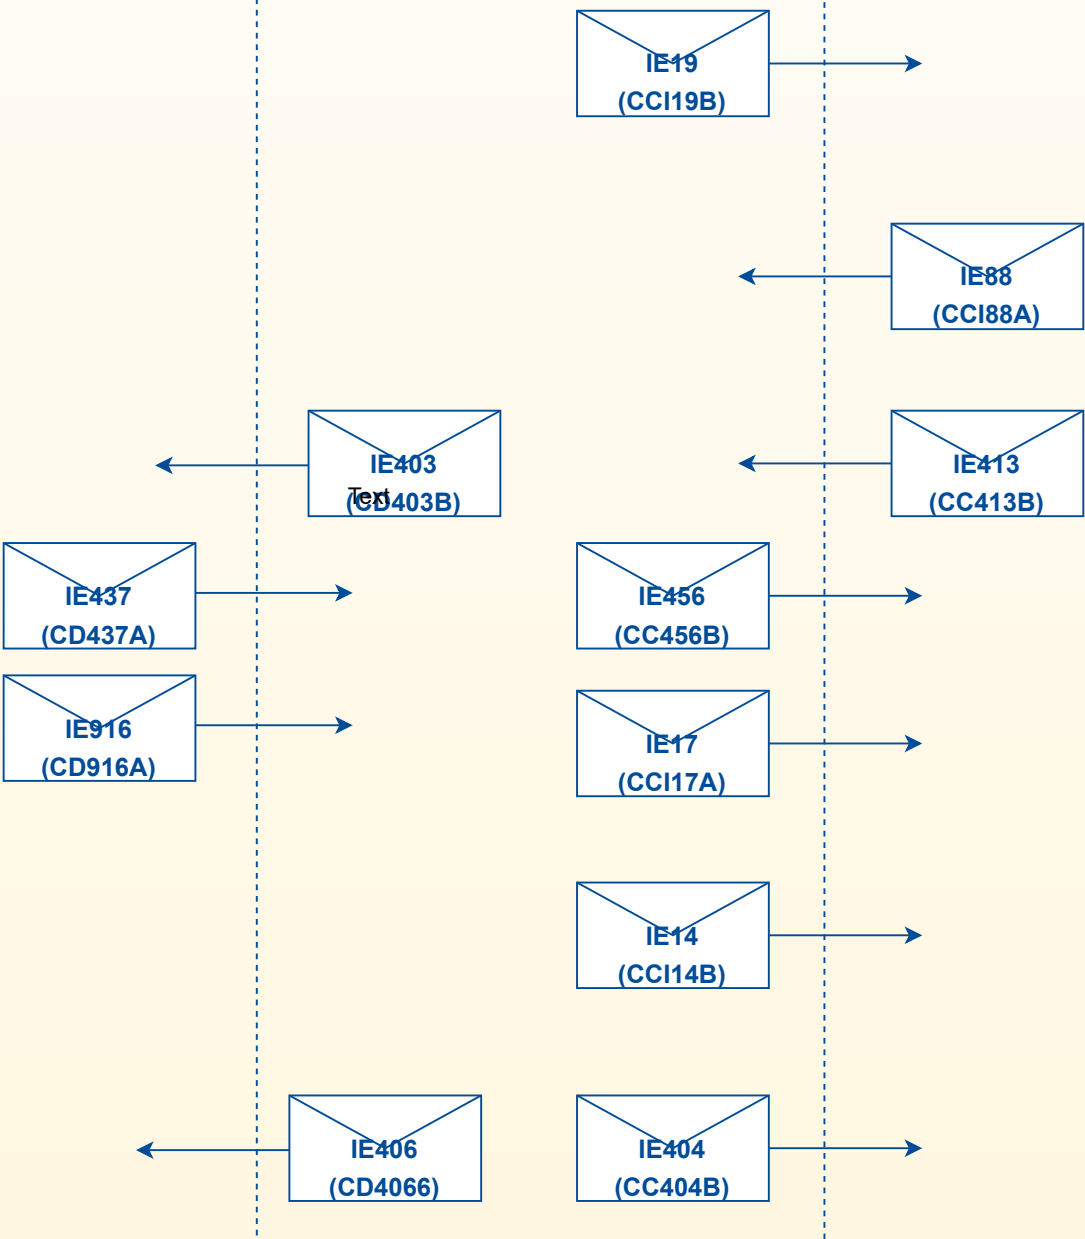 IE19
(CCI19B)
IE88
(CCI88A)
IE403
(CD403B)
Text
IE413
(CC413B)
IE437
(CD437A)
IE456
(CC456B)
IE916
(CD916A)
IE17
(CCI17A)
IE14
(CCI14B)
IE406
(CD4066)
IE404
(CC404B)